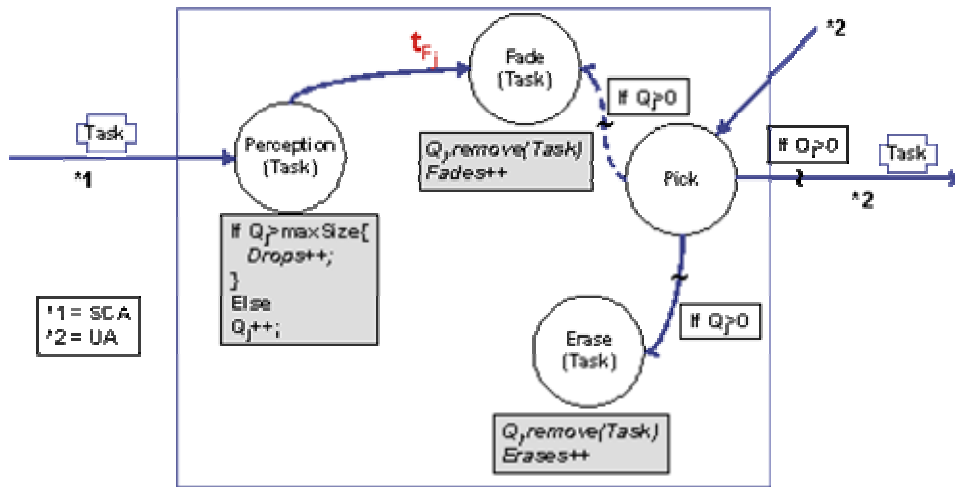 *2
t_Fj
Fade
(Task)
If Qj>0
Task
*1
Perception
(Task)
Qj.remove(Task)
Fades++
Pick
If Qj>0
Task
*2
If Qj>maxSize{
Drops++;
}
Else
Qj++;
*1 = SCA
*2 = UA
If Qj>0
Erase
(Task)
Qj.remove(Task)
Erases++